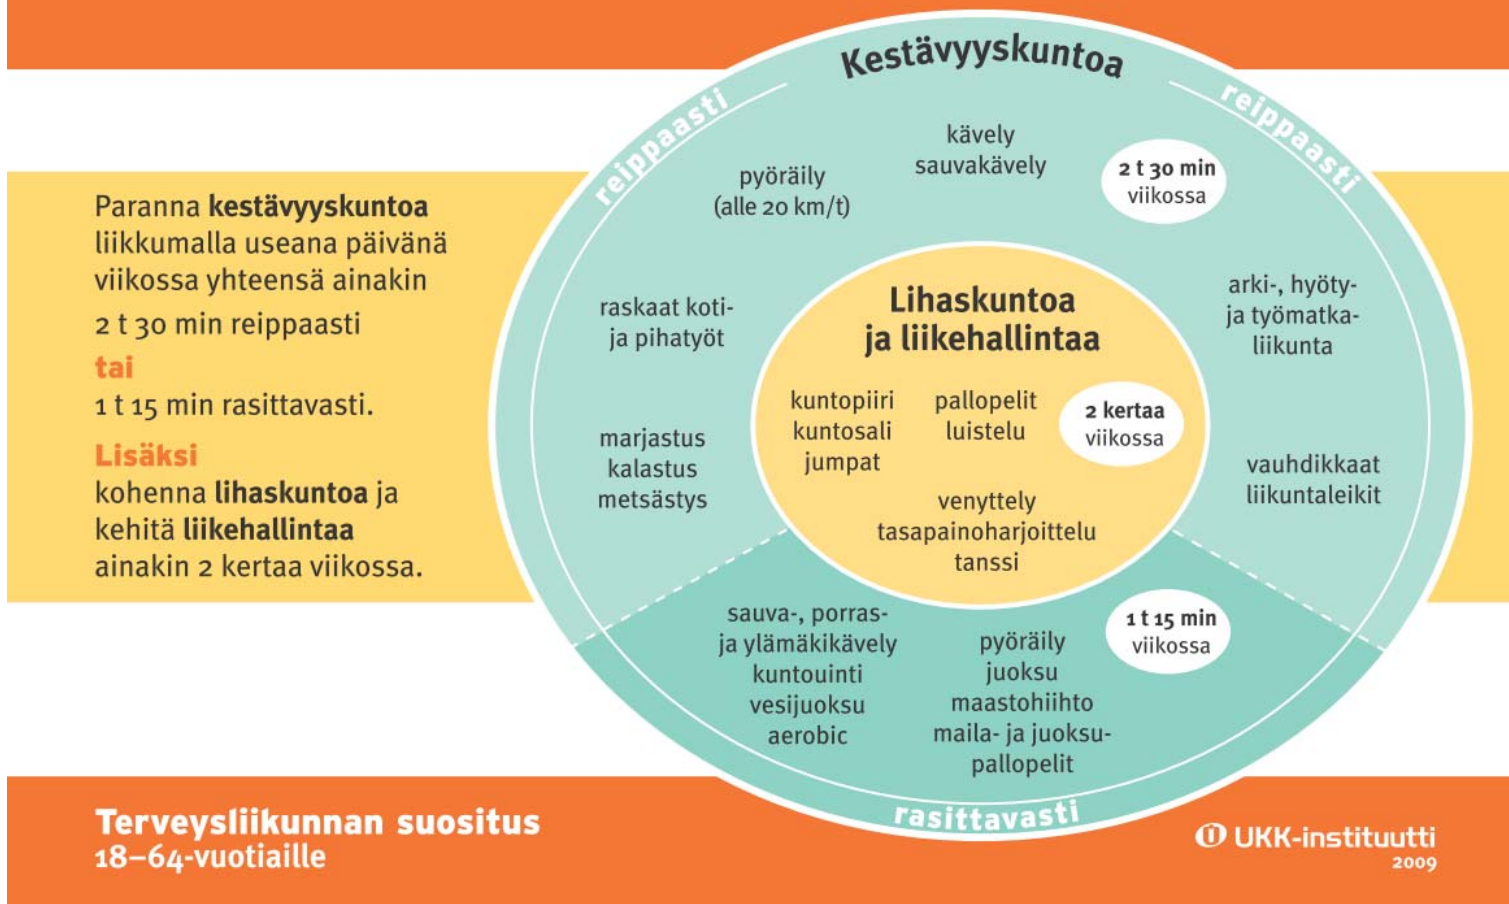 Paranna kestävyyskuntoa
liikkumalla useana päivänä
viikossa yhteensä ainakin
2 t 30 min reippaasti
tai
1 t 15 min rasittavasti.
Lisäksi
kohenna lihaskuntoa ja
kehitä liikehallintaa
ainakin 2 kertaa viikossa.
Kestävyyskuntoa
reippaasti
reippaasti
kävely
sauvakävely
2 t 30 min
viikossa
pyöräily
(alle 20 km/t)
raskaat koti-
ja pihatyöt
arki-, hyöty-
ja työmatka-
liikunta
marjastus
kalastus
metsästys
vauhdikkaat
liikuntaleikit
Lihaskuntoa
ja liikehallintaa
kuntopiiri
kuntosali
jumpat
pallopelit
luistelu
2 kertaa
viikossa
venyttely
tasapainoharjoittelu
tanssi
sauva-, porras-
ja ylämäkikävely
kuntouinti
vesijuoksu
aerobic
pyöräily
juoksu
maastohiihto
maila- ja juoksu-
pallopelit
1 t 15 min
viikossa
rasittavasti
Terveysliikunnan suositus
18–64-vuotiaille
UKK-instituutti
2009